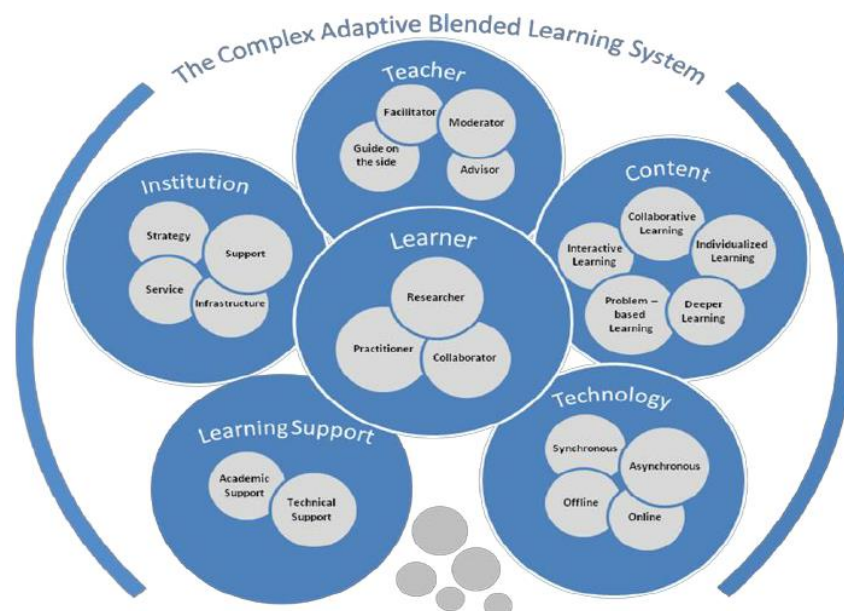 The Complex Adaptive Blended Learning System
Teacher
Facilitator
Moderator
Guide on
the side
Advisor
Institution
Strategy
Support
Service
Infrastructure
Content
Collaborative
Learning
Interactive
Learning
Individualized
Learning
Problem –
based
Learning
Deeper
Learning
Learner
Researcher
Practitioner
Collaborator
Learning Support
Academic
Support
Technical
Support
Technology
Synchronous
Asynchronous
Offline
Online